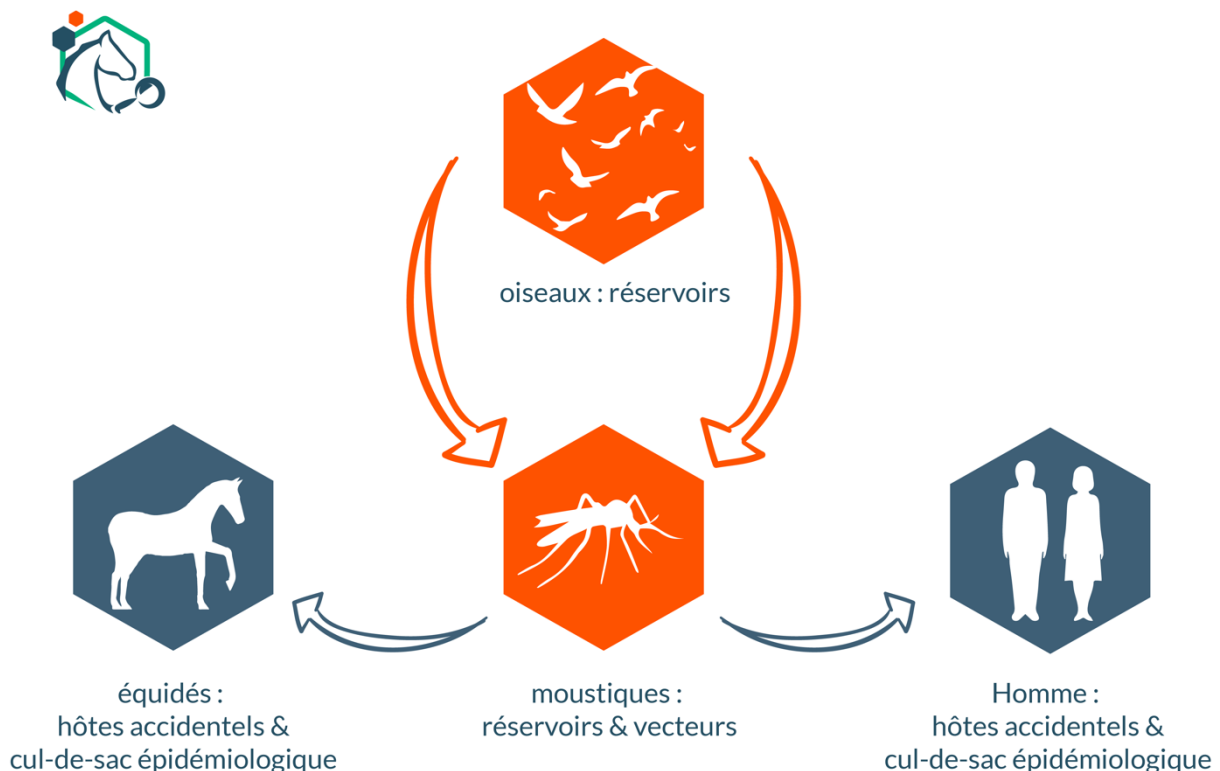 oiseaux : réservoirs
équidés :
hôtes accidentels &
cul-de-sac épidémiologique
moustiques :
réservoirs & vecteurs
Homme :
hôtes accidentels &
cul-de-sac épidémiologique